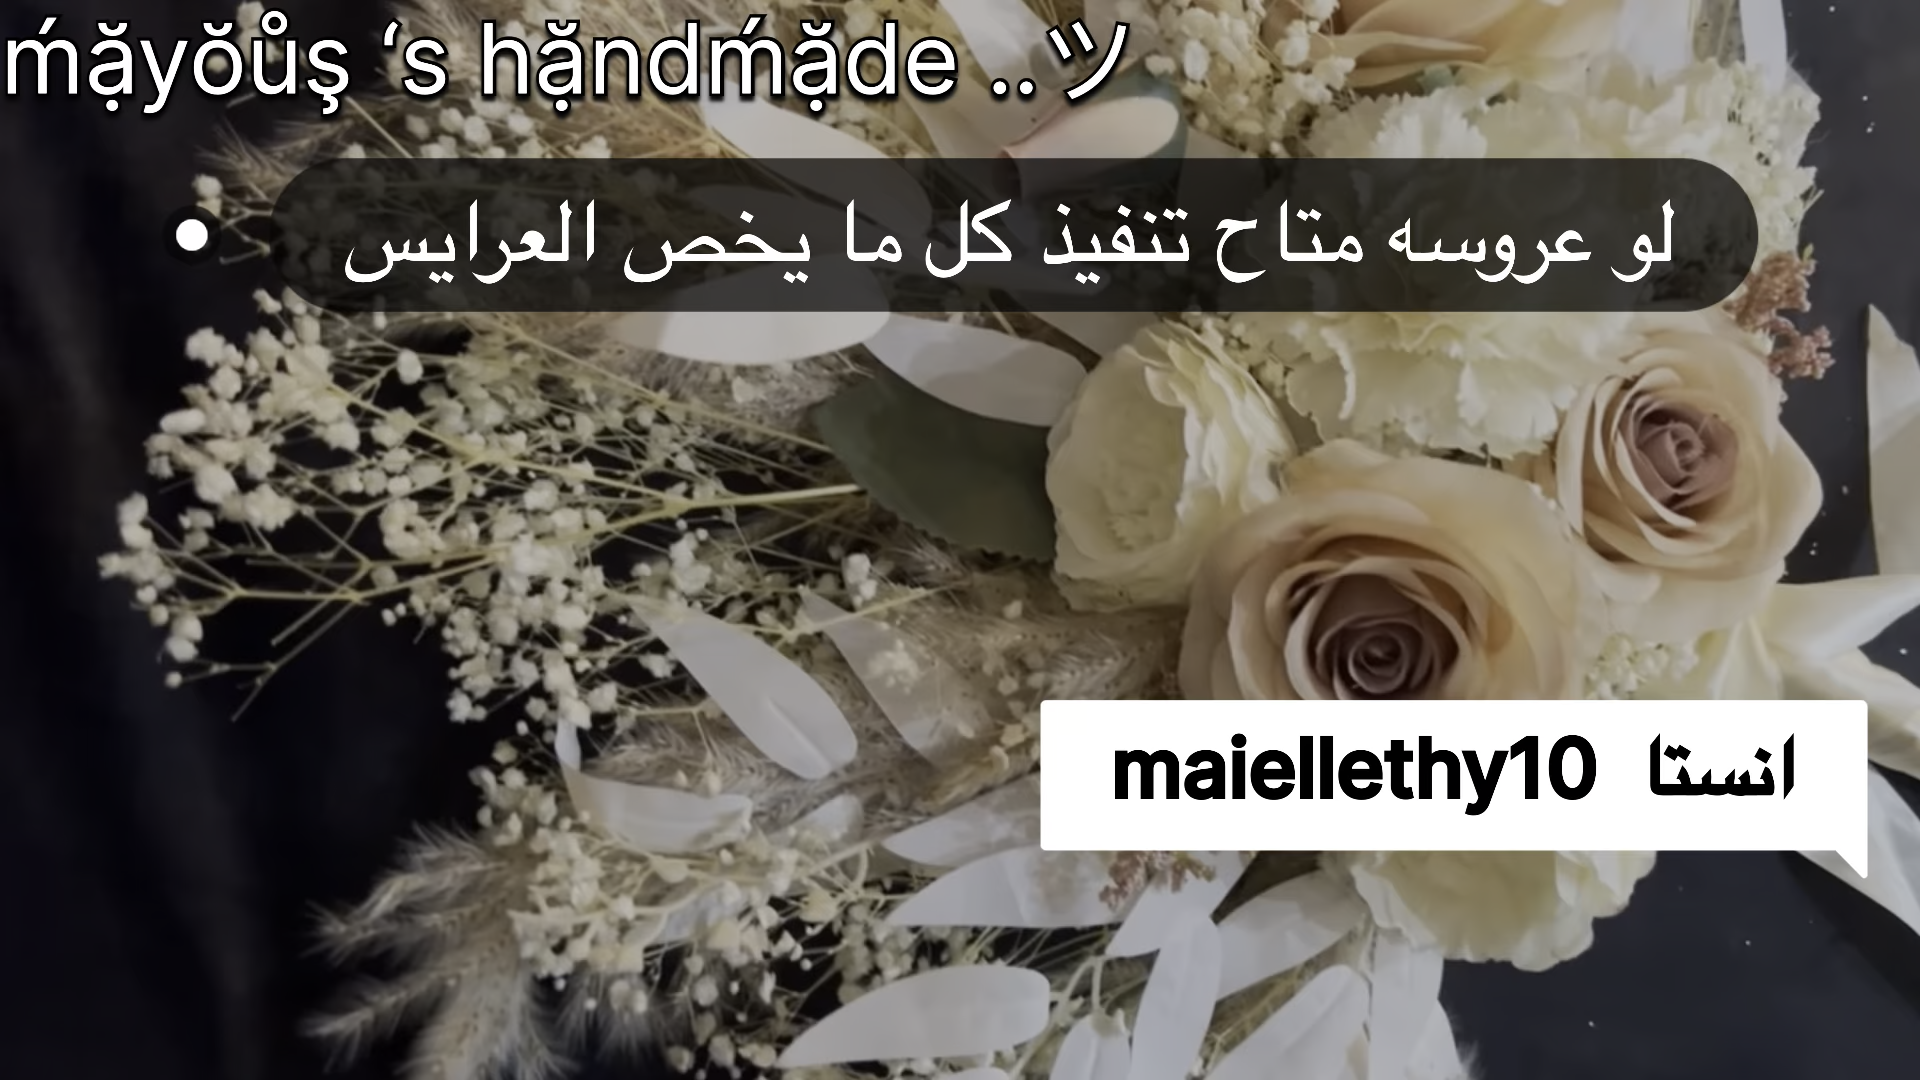 ḿặyŏůş ‘s hặndḿặde ..ツ
لو عروسه متاح تنفيذ كل ما يخص العرايس
انستا maiellethy10